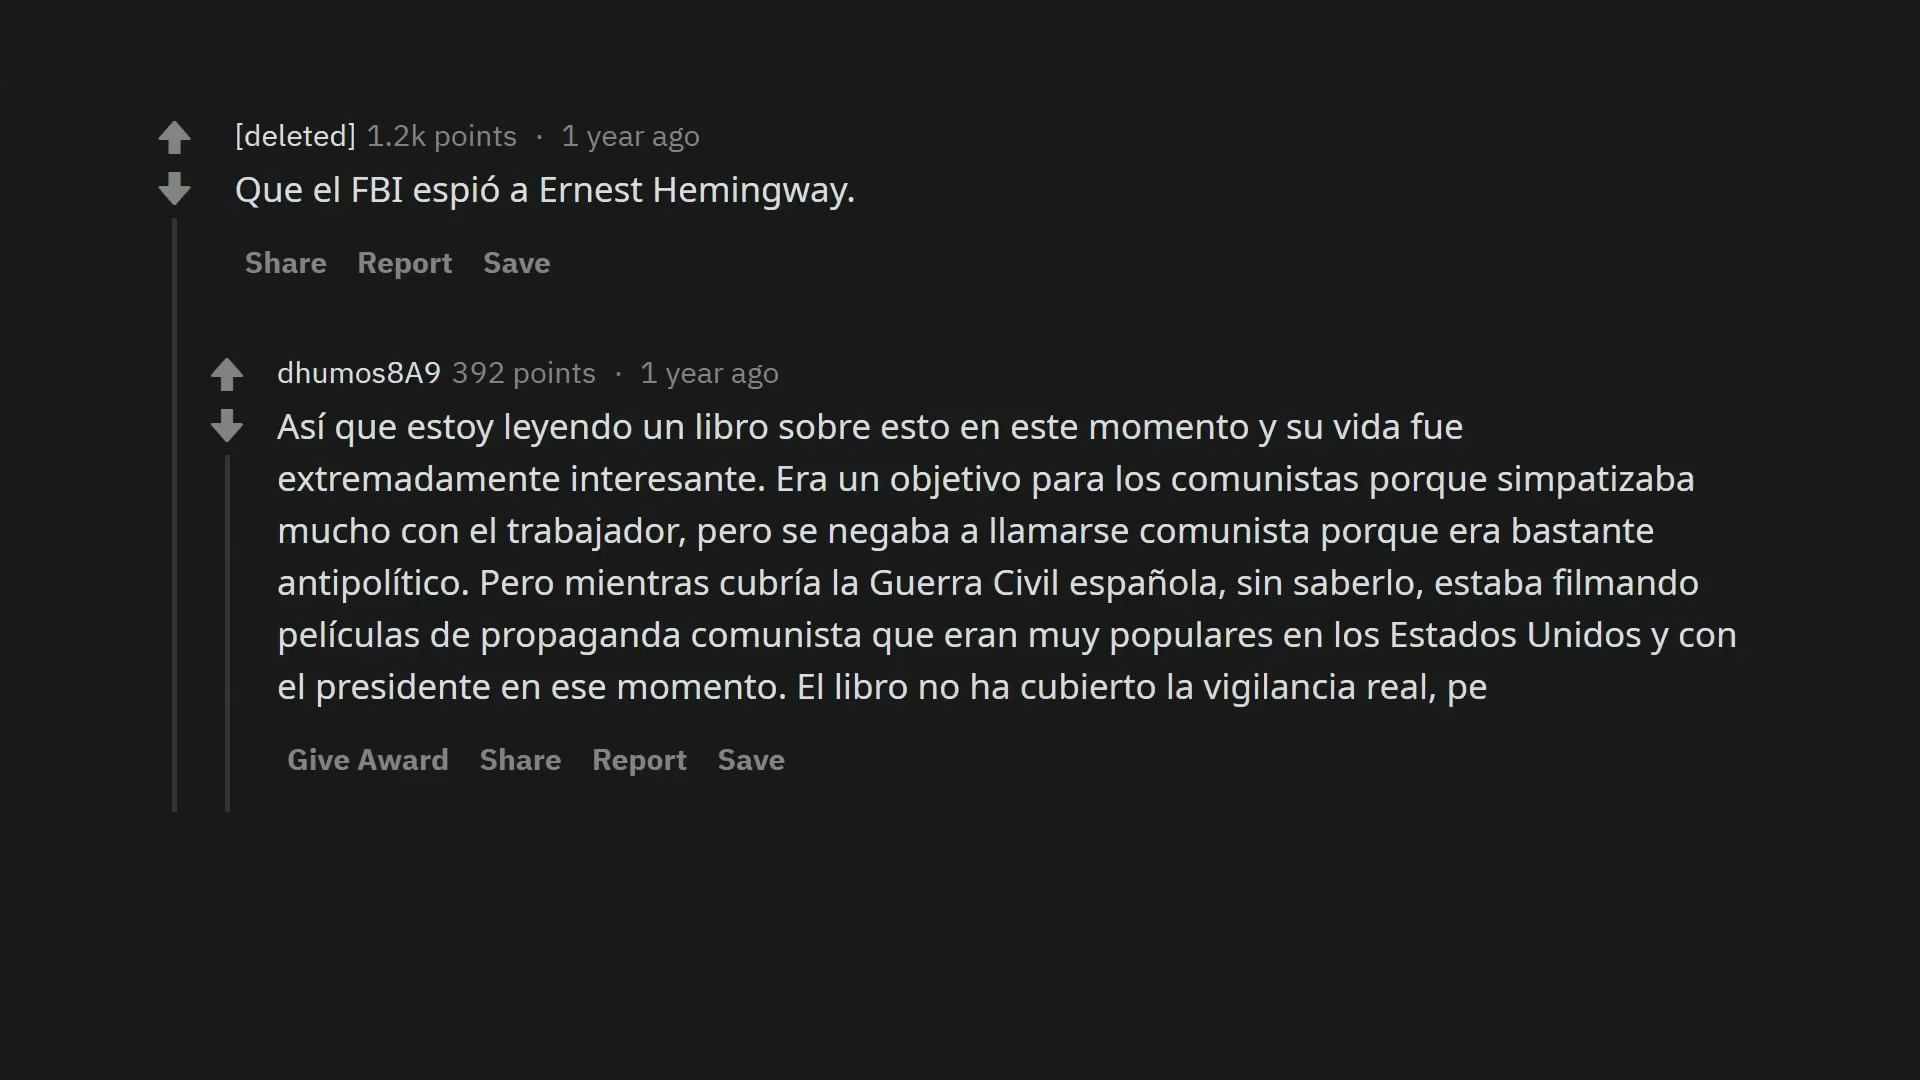 [deleted] 1.2k points · 1 year ago
Que el FBI espió a Ernest Hemingway.
Share Report Save
dhumos8A9 392 points · 1 year ago
Así que estoy leyendo un libro sobre esto en este momento y su vida fue
extremadamente interesante. Era un objetivo para los comunistas porque simpatizaba
mucho con el trabajador, pero se negaba a llamarse comunista porque era bastante
antipolítico. Pero mientras cubría la Guerra Civil española, sin saberlo, estaba filmando
películas de propaganda comunista que eran muy populares en los Estados Unidos y con
el presidente en ese momento. El libro no ha cubierto la vigilancia real, pe
Give Award Share Report Save